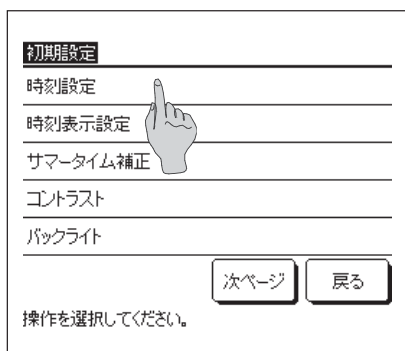 初期設定
時刻設定
時刻表示設定
サマータイム補正
コントラスト
バックライト
次ページ 戻る
操作を選択してください。